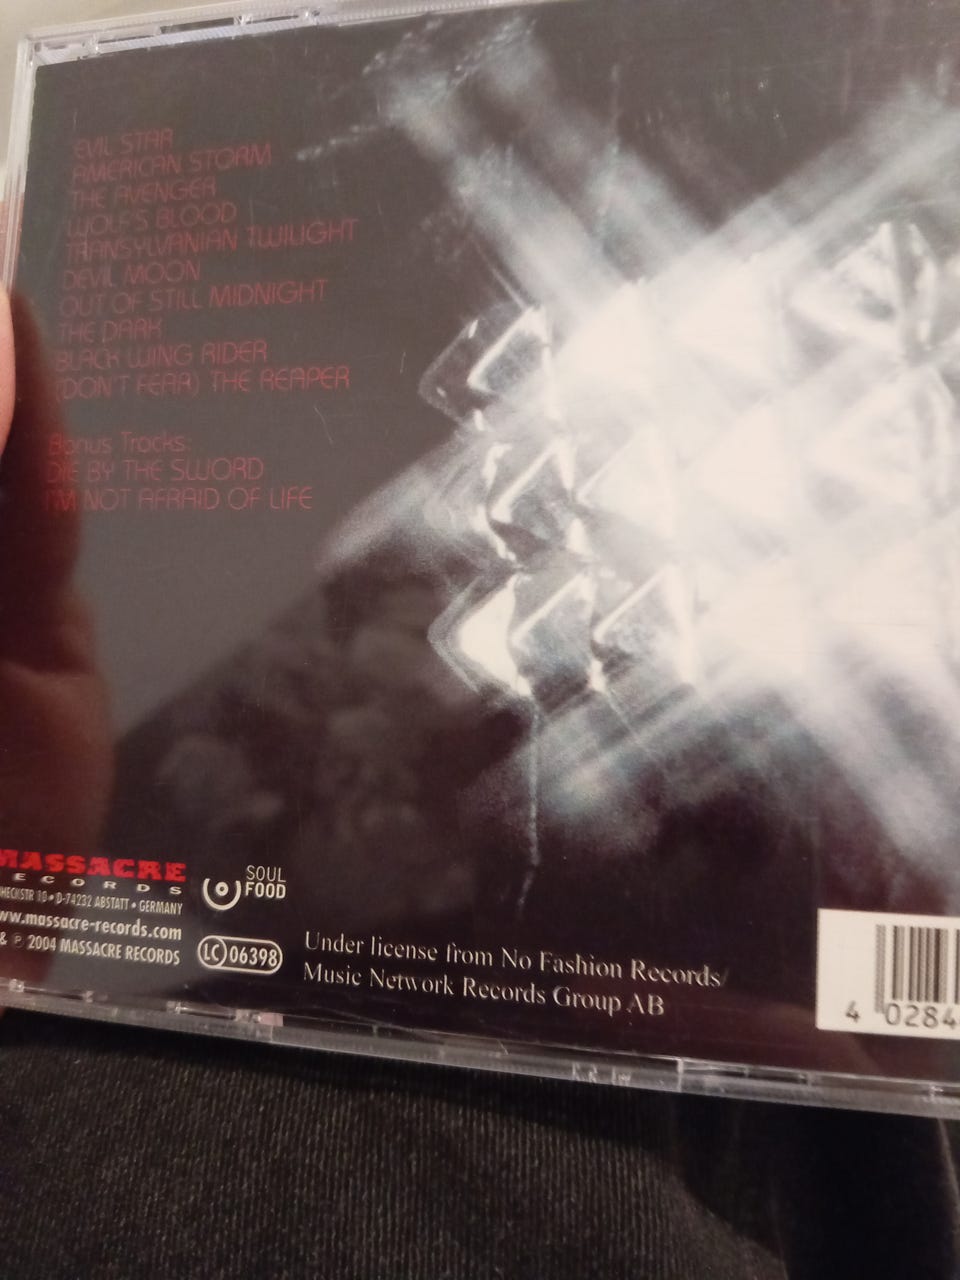 EVIL STAR
AMERICAN STORM
THE AVENGER
WOLF'S BLOOD
TRANSYLVANIAN TWILIGHT
DEVIL MOON
OUT OF STILL MIDNIGHT
THE DARK
BLACK WING RIDER
(DON'T FEAR) THE REAPER
Bonus Tracks:
DIE BY THE SWORD
I'M NOT AFRAID OF LIFE
MASSACRE
ECORDS
HECKSTR 10 • D-74232 ABSTATT • GERMANY
www.massacre-records.com
& ℗ 2004 MASSACRE RECORDS
SOUL
FOOD
LC 06398
Under license from No Fashion Records/
Music Network Records Group AB
4 0284